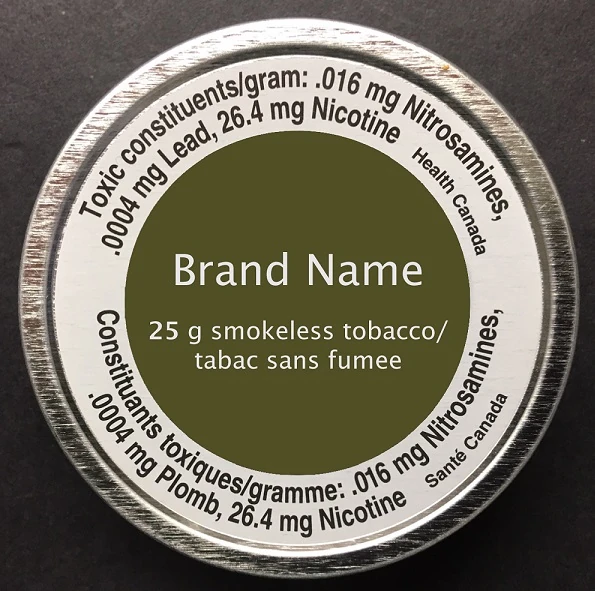 Toxic constituents/gram: .016 mg Nitrosamines,
.0004 mg Lead, 26.4 mg Nicotine
Health Canada
Brand Name
25 g smokeless tobacco/
tabac sans fumee
Constituants toxiques/gramme: .016 mg Nitrosamines,
.0004 mg Plomb, 26.4 mg Nicotine
Santé Canada